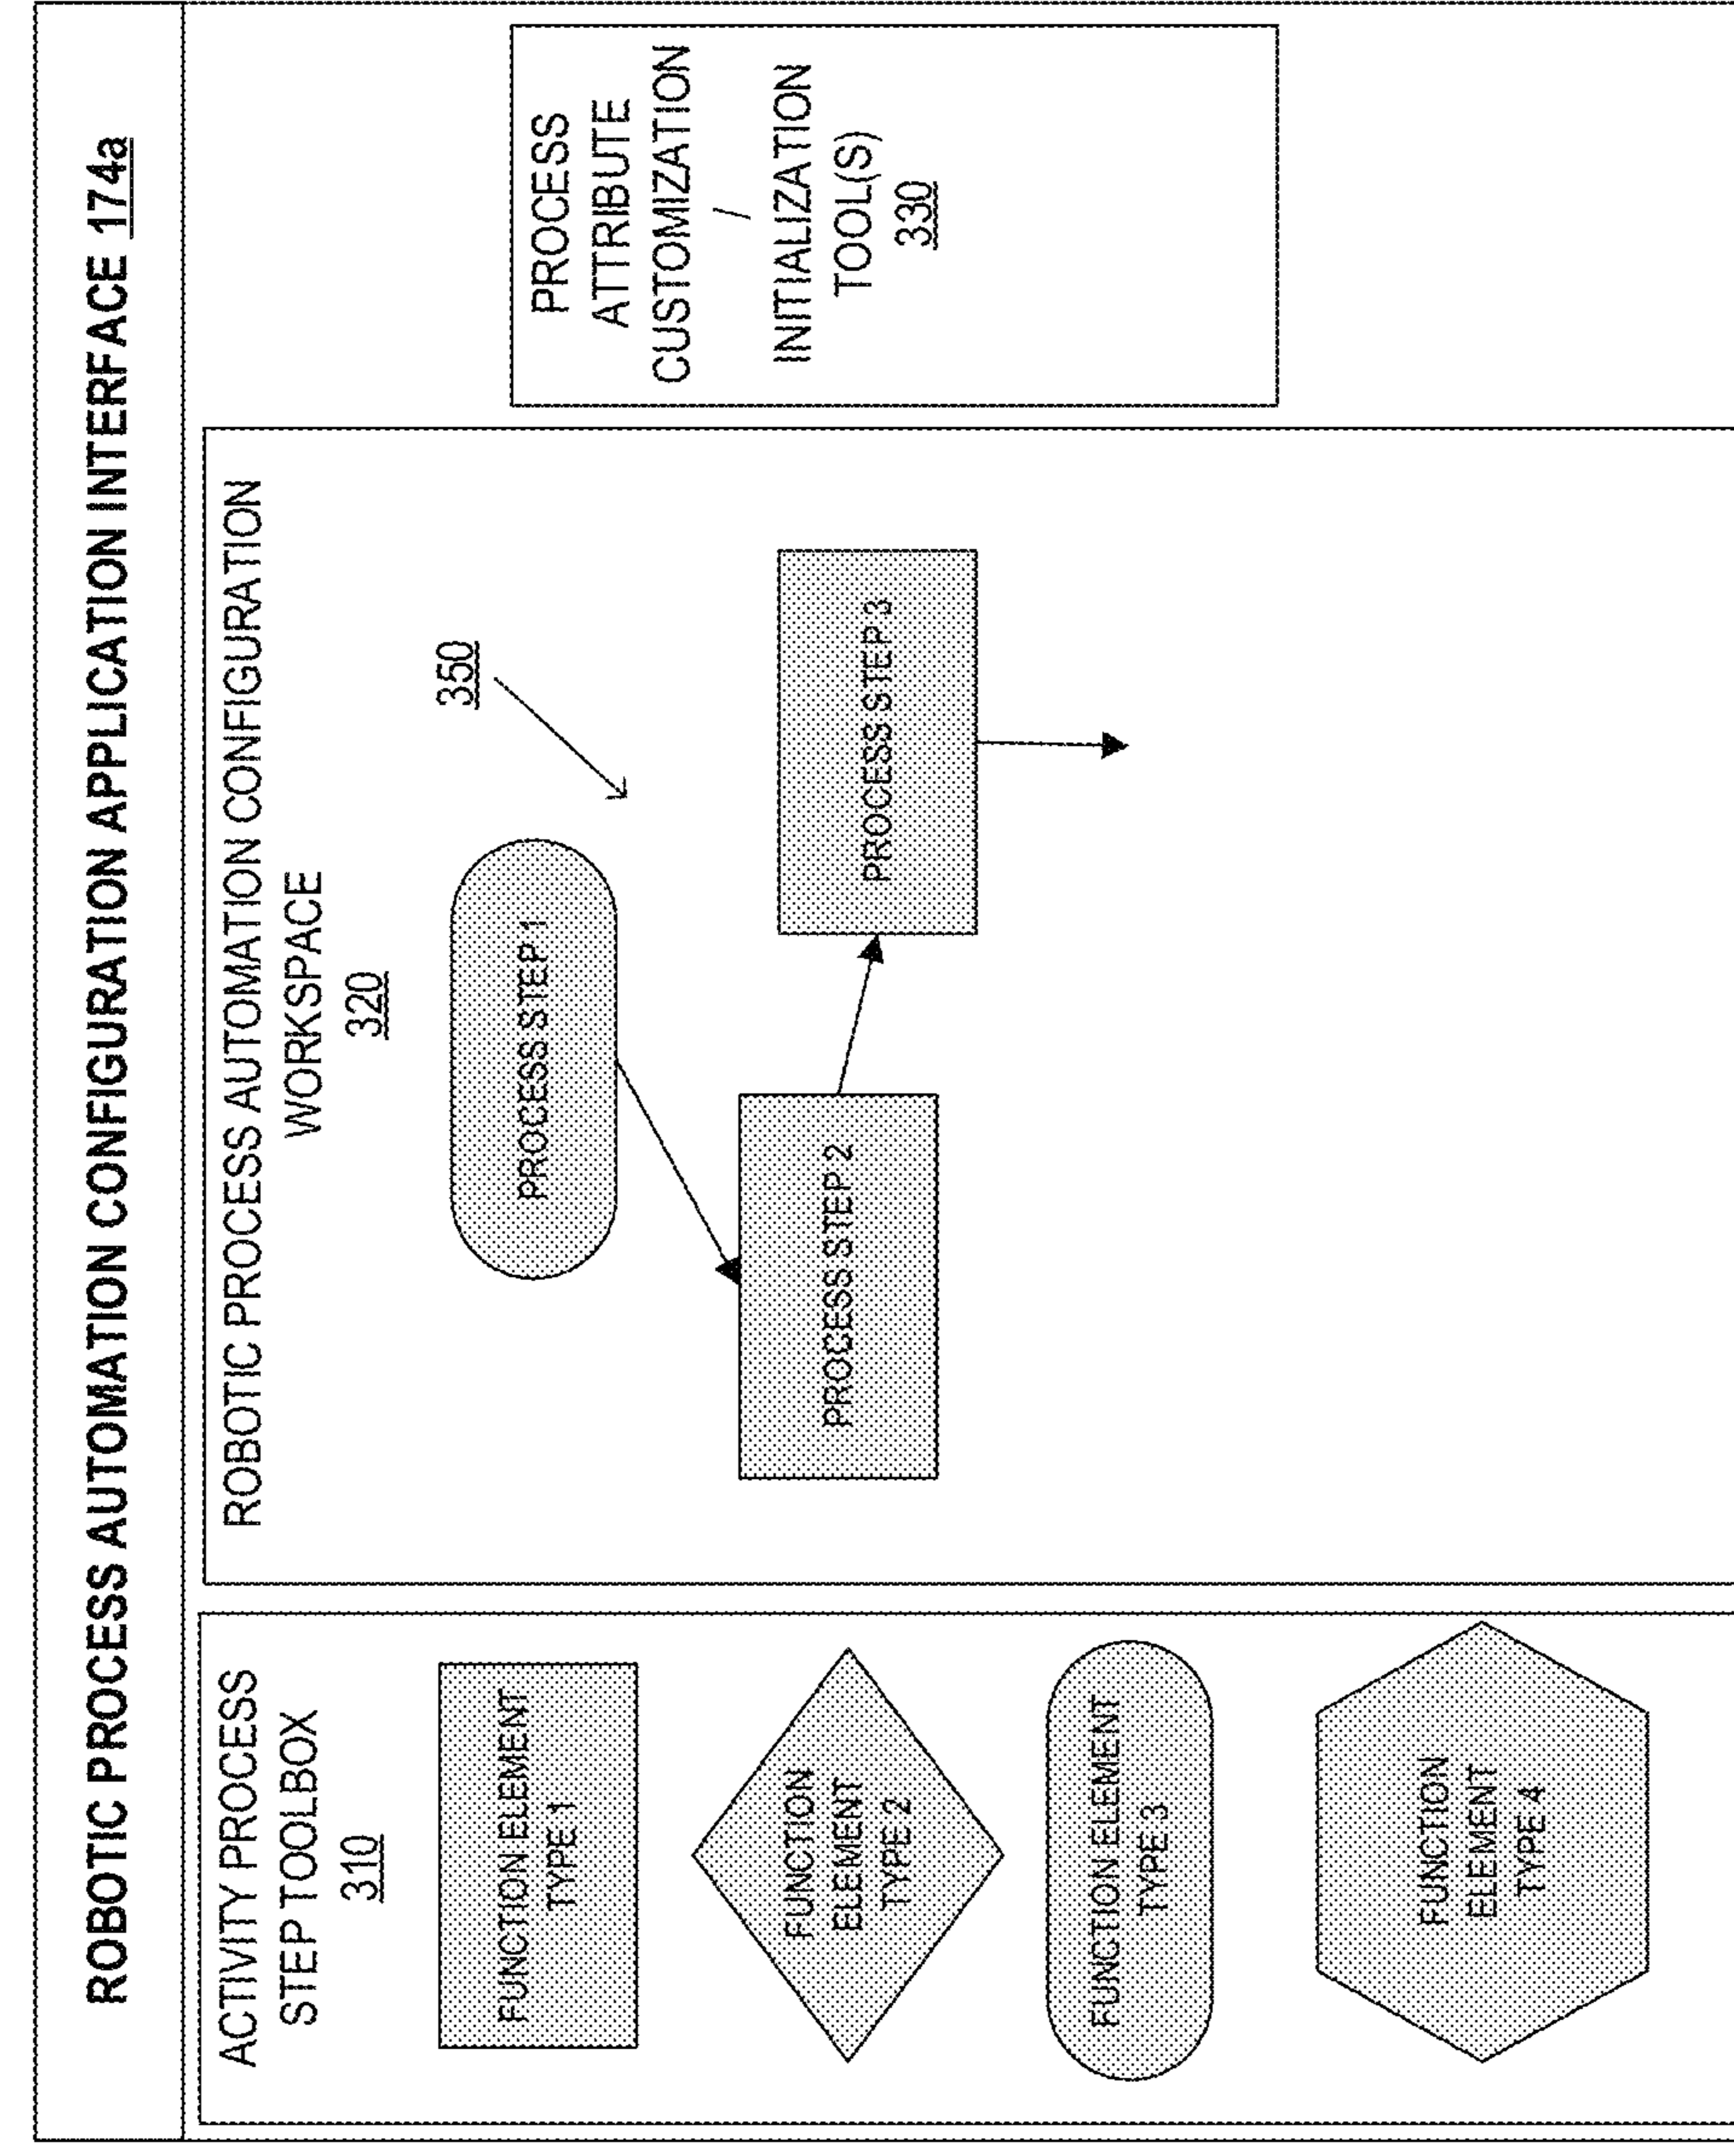 ROBOTIC PROCESS AUTOMATION CONFIGURATION APPLICATION INTERFACE 174a
ACTIVITY PROCESS
STEP TOOLBOX
310
FUNCTION ELEMENT
TYPE 1
FUNCTION
ELEMENT
TYPE 2
FUNCTION ELEMENT
TYPE 3
FUNCTION
ELEMENT
TYPE 4
ROBOTIC PROCESS AUTOMATION CONFIGURATION
WORKSPACE
320
350
PROCESS STEP 1
PROCESS STEP 2
PROCESS STEP 3
PROCESS
ATTRIBUTE
CUSTOMIZATION
/
INITIALIZATION
TOOL(S)
330